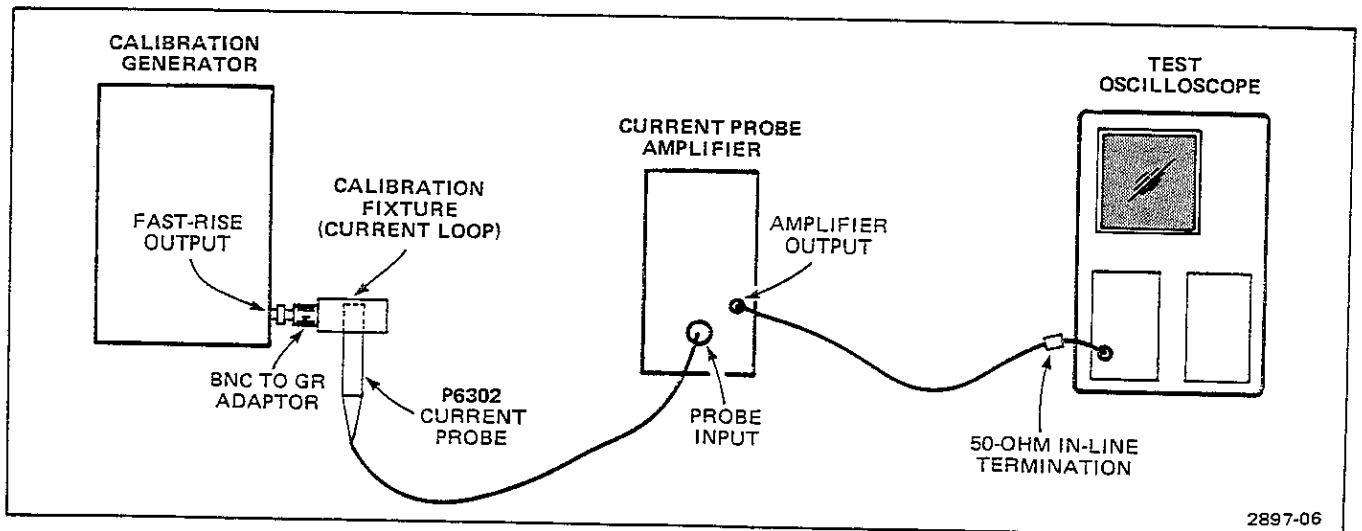 CALIBRATION
GENERATOR
TEST
OSCILLOSCOPE
CURRENT PROBE
AMPLIFIER
CALIBRATION
FIXTURE
(CURRENT LOOP)
FAST-RISE
OUTPUT
AMPLIFIER
OUTPUT
BNC TO GR
ADAPTOR
P6302
CURRENT
PROBE
PROBE
INPUT
50-OHM IN-LINE
TERMINATION
2897-06